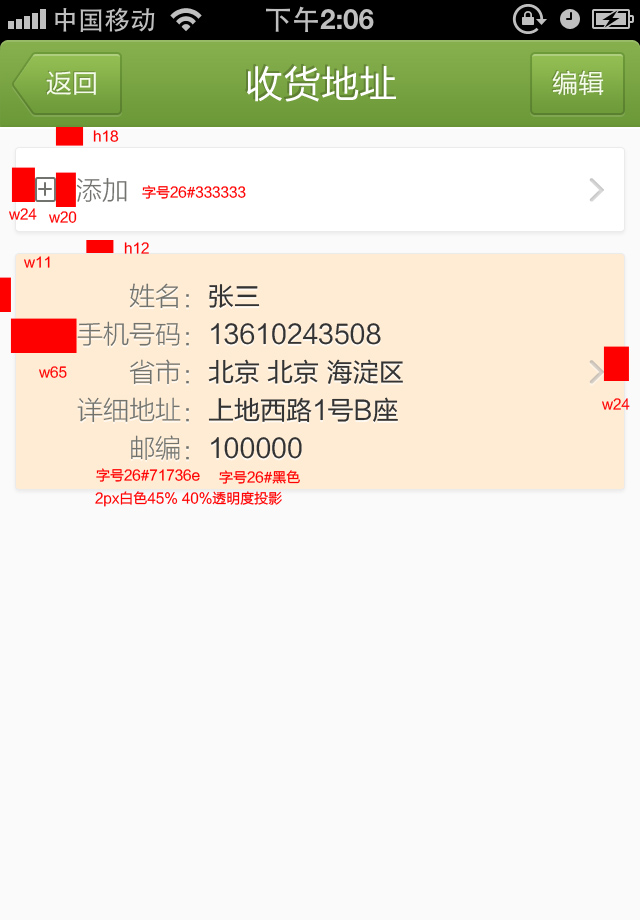 中国移动 下午2:06
返回 收货地址 编辑
h18
添加 字号26#333333
w24 w20
h12
w11
姓名： 张三
手机号码： 13610243508
省市： 北京 北京 海淀区
w65
w24
详细地址： 上地西路1号B座
邮编： 100000
字号26#71736e 字号26#黑色
2px白色45% 40%透明度投影